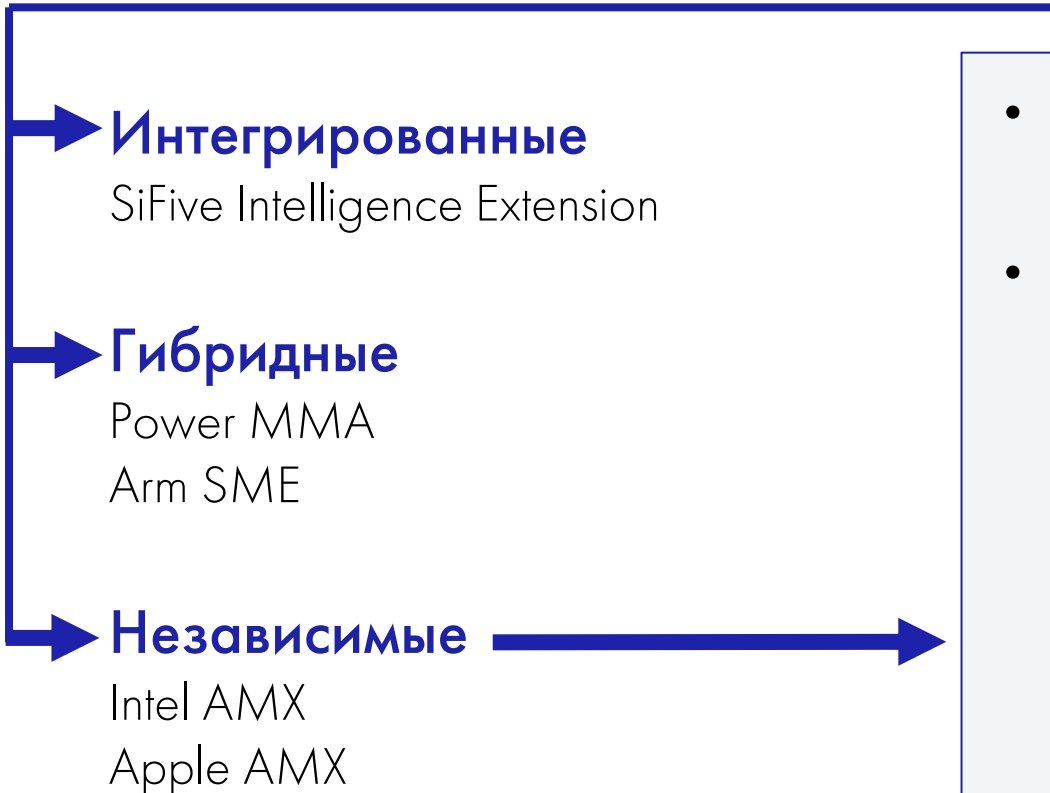 Интегрированные
SiFive Intelligence Extension
Гибридные
Power MMA
Arm SME
Независимые
Intel AMX
Apple AMX